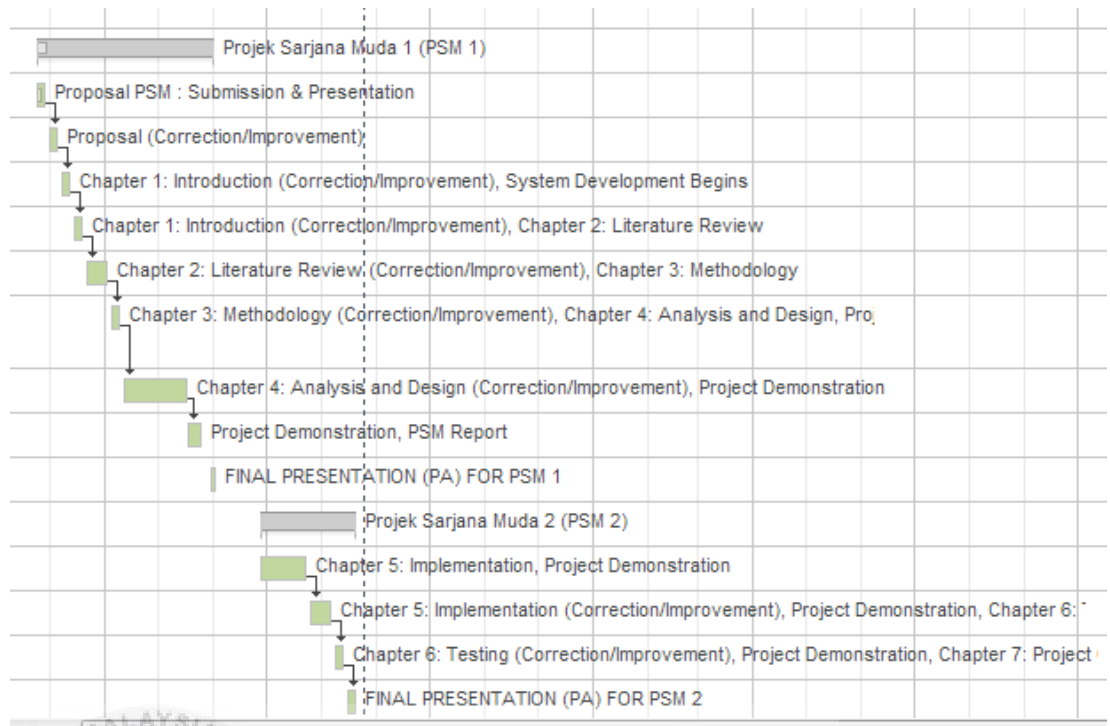 Projek Sarjana Muda 1 (PSM 1)
Proposal PSM : Submission & Presentation
Proposal (Correction/Improvement)
Chapter 1: Introduction (Correction/Improvement), System Development Begins
Chapter 1: Introduction (Correction/Improvement), Chapter 2: Literature Review
Chapter 2: Literature Review (Correction/Improvement), Chapter 3: Methodology
Chapter 3: Methodology (Correction/Improvement), Chapter 4: Analysis and Design,
Chapter 4: Analysis and Design (Correction/Improvement), Project Demonstration
Project Demonstration, PSM Report
FINAL PRESENTATION (PA) FOR PSM 1
Projek Sarjana Muda 2 (PSM 2)
Chapter 5: Implementation, Project Demonstration
Chapter 5: Implementation (Correction/Improvement), Project Demonstration, Chapter 6:
Chapter 6: Testing (Correction/Improvement), Project Demonstration, Chapter 7: Project
FINAL PRESENTATION (PA) FOR PSM 2